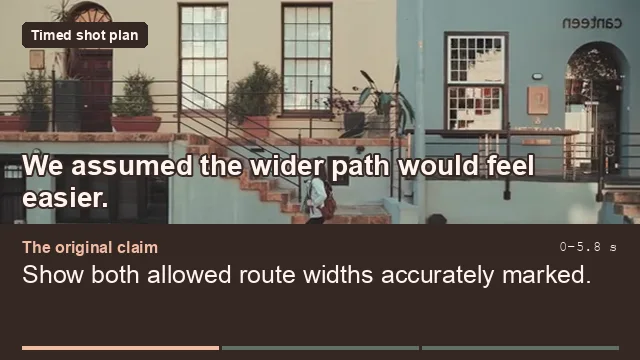 Timed shot plan
canteen
We assumed the wider path would feel
easier.
The original claim
0–5.8 s
Show both allowed route widths accurately marked.